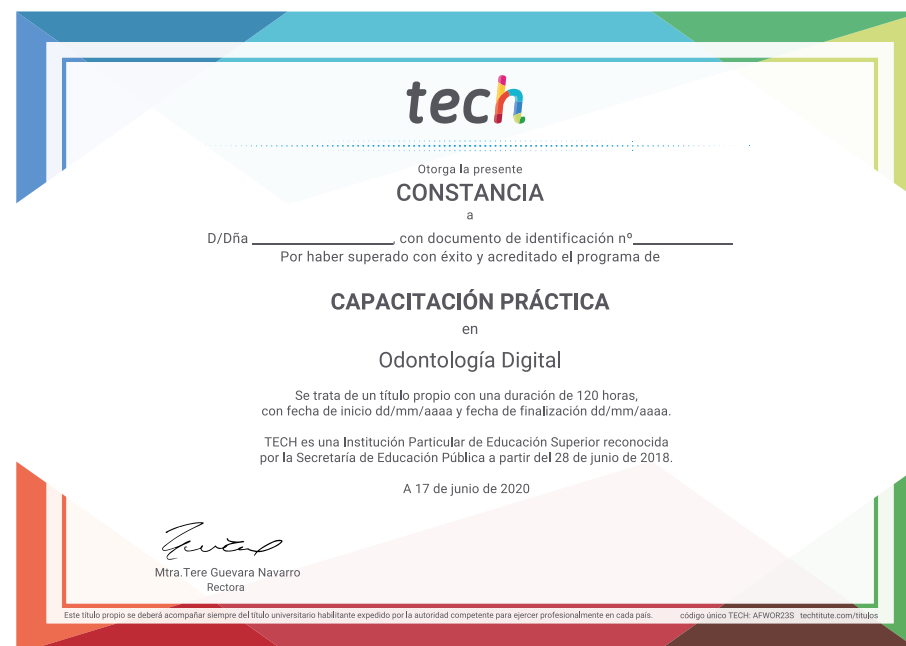 tech
Otorga la presente
CONSTANCIA
a
D/Dña ____________________, con documento de identificación nº______________
Por haber superado con éxito y acreditado el programa de
CAPACITACIÓN PRÁCTICA
en
Odontología Digital
Se trata de un título propio con una duración de 120 horas,
con fecha de inicio dd/mm/aaaa y fecha de finalización dd/mm/aaaa.
TECH es una Institución Particular de Educación Superior reconocida
por la Secretaría de Educación Pública a partir del 28 de junio de 2018.
A 17 de junio de 2020
Mtra.Tere Guevara Navarro
Rectora
Este título propio se deberá acompañar siempre del título universitario habilitante expedido por la autoridad competente para ejercer profesionalmente en cada país. código único TECH: AFWOR23S techtitute.com/titulos